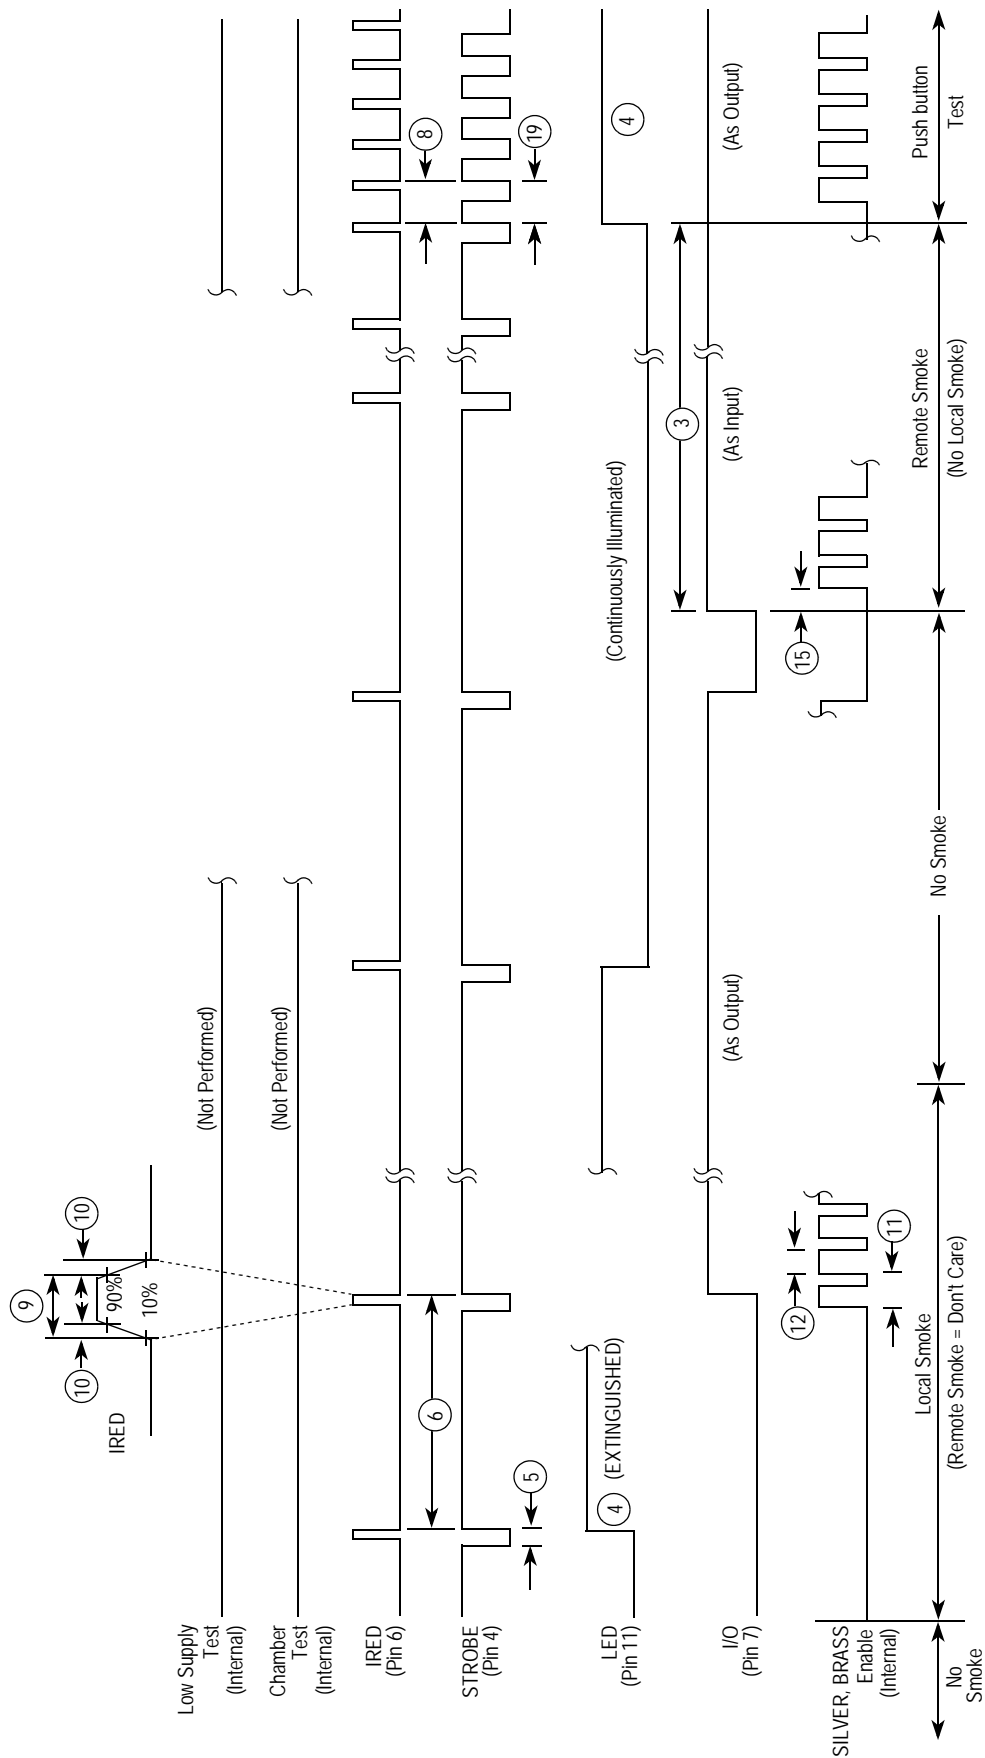 9
10
10
IRED
90%
10%
Low Supply
Test
(Internal)
(Not Performed)
Chamber
Test
(Internal)
(Not Performed)
IRED
(Pin 6)
6
8
STROBE
(Pin 4)
5
19
LED
(Pin 11)
4
(EXTINGUISHED)
(Continuously Illuminated)
4
I/O
(Pin 7)
(As Output)
3
(As Input)
(As Output)
SILVER, BRASS
Enable
(Internal)
12
11
15
No
Smoke
Local Smoke
(Remote Smoke = Don't Care)
No Smoke
Remote Smoke
(No Local Smoke)
Push button
Test